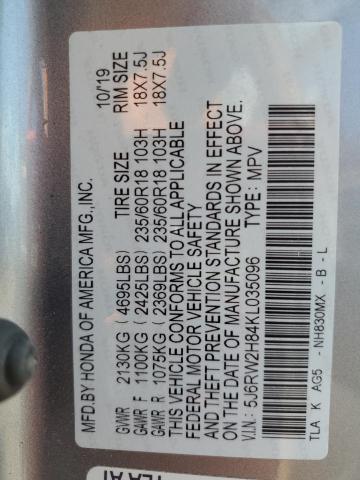 MFD.BY HONDA OF AMERICA MFG.,INC. 10/19
GVWR 2130KG ( 4695LBS) TIRE SIZE RIM SIZE
GAWR F 1100KG ( 2425LBS) 235/60R18 103H 18X7.5J
GAWR R 1075KG ( 2369LBS) 235/60R18 103H 18X7.5J
THIS VEHICLE CONFORMS TO ALL APPLICABLE
FEDERAL MOTOR VEHICLE SAFETY
AND THEFT PREVENTION STANDARDS IN EFFECT
ON THE DATE OF MANUFACTURE SHOWN ABOVE.
V.I.N.: 5J6RW2H84KL035096 TYPE: MPV
TLA K AG5 - NH830MX - B - L